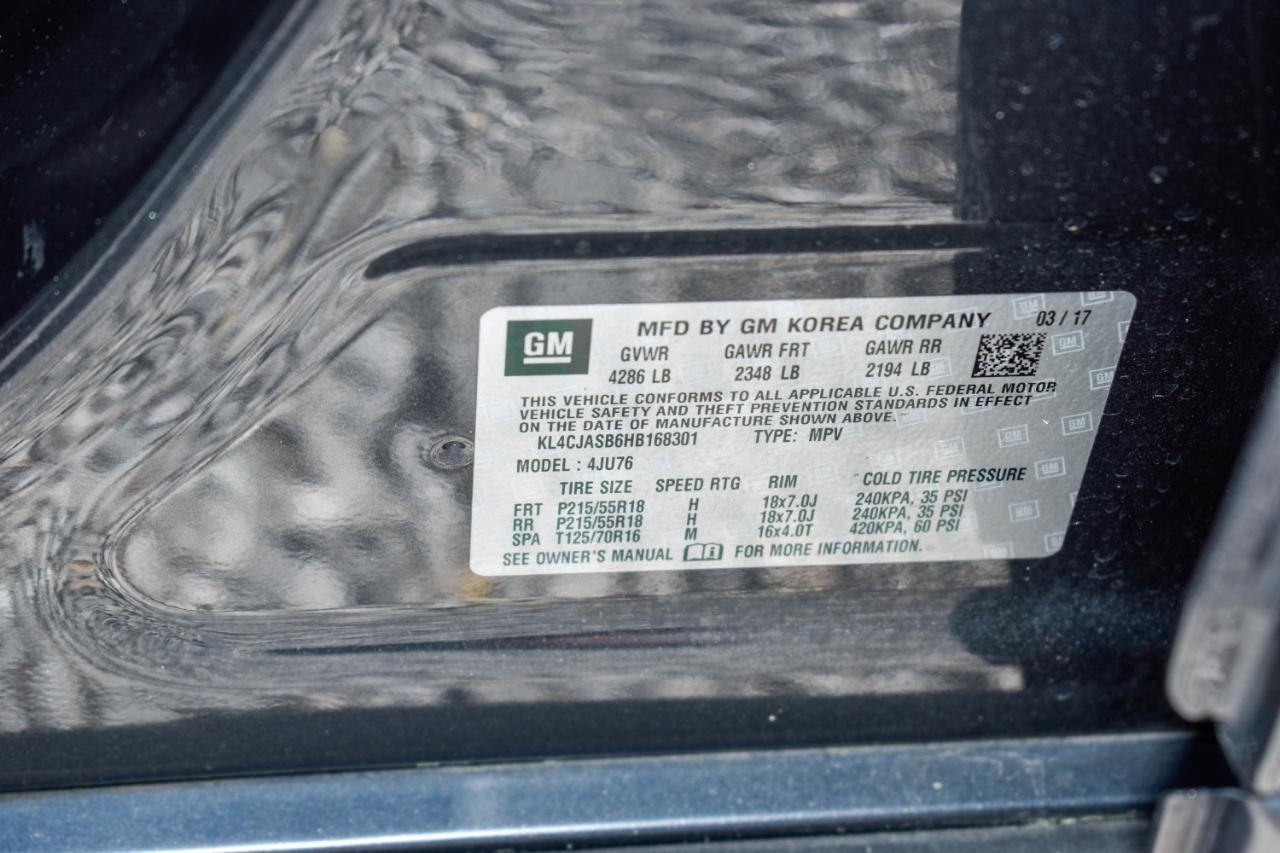 GM MFD BY GM KOREA COMPANY 03 / 17
GVWR GAWR FRT GAWR RR
4286 LB 2348 LB 2194 LB
THIS VEHICLE CONFORMS TO ALL APPLICABLE U.S. FEDERAL MOTOR
VEHICLE SAFETY AND THEFT PREVENTION STANDARDS IN EFFECT
ON THE DATE OF MANUFACTURE SHOWN ABOVE.
KL4CJASB6HB168301 TYPE: MPV
MODEL : 4JU76
TIRE SIZE SPEED RTG RIM COLD TIRE PRESSURE
FRT P215/55R18 H 18x7.0J 240KPA, 35 PSI
RR P215/55R18 H 18x7.0J 240KPA, 35 PSI
SPA T125/70R16 M 16x4.0T 420KPA, 60 PSI
SEE OWNER'S MANUAL FOR MORE INFORMATION.